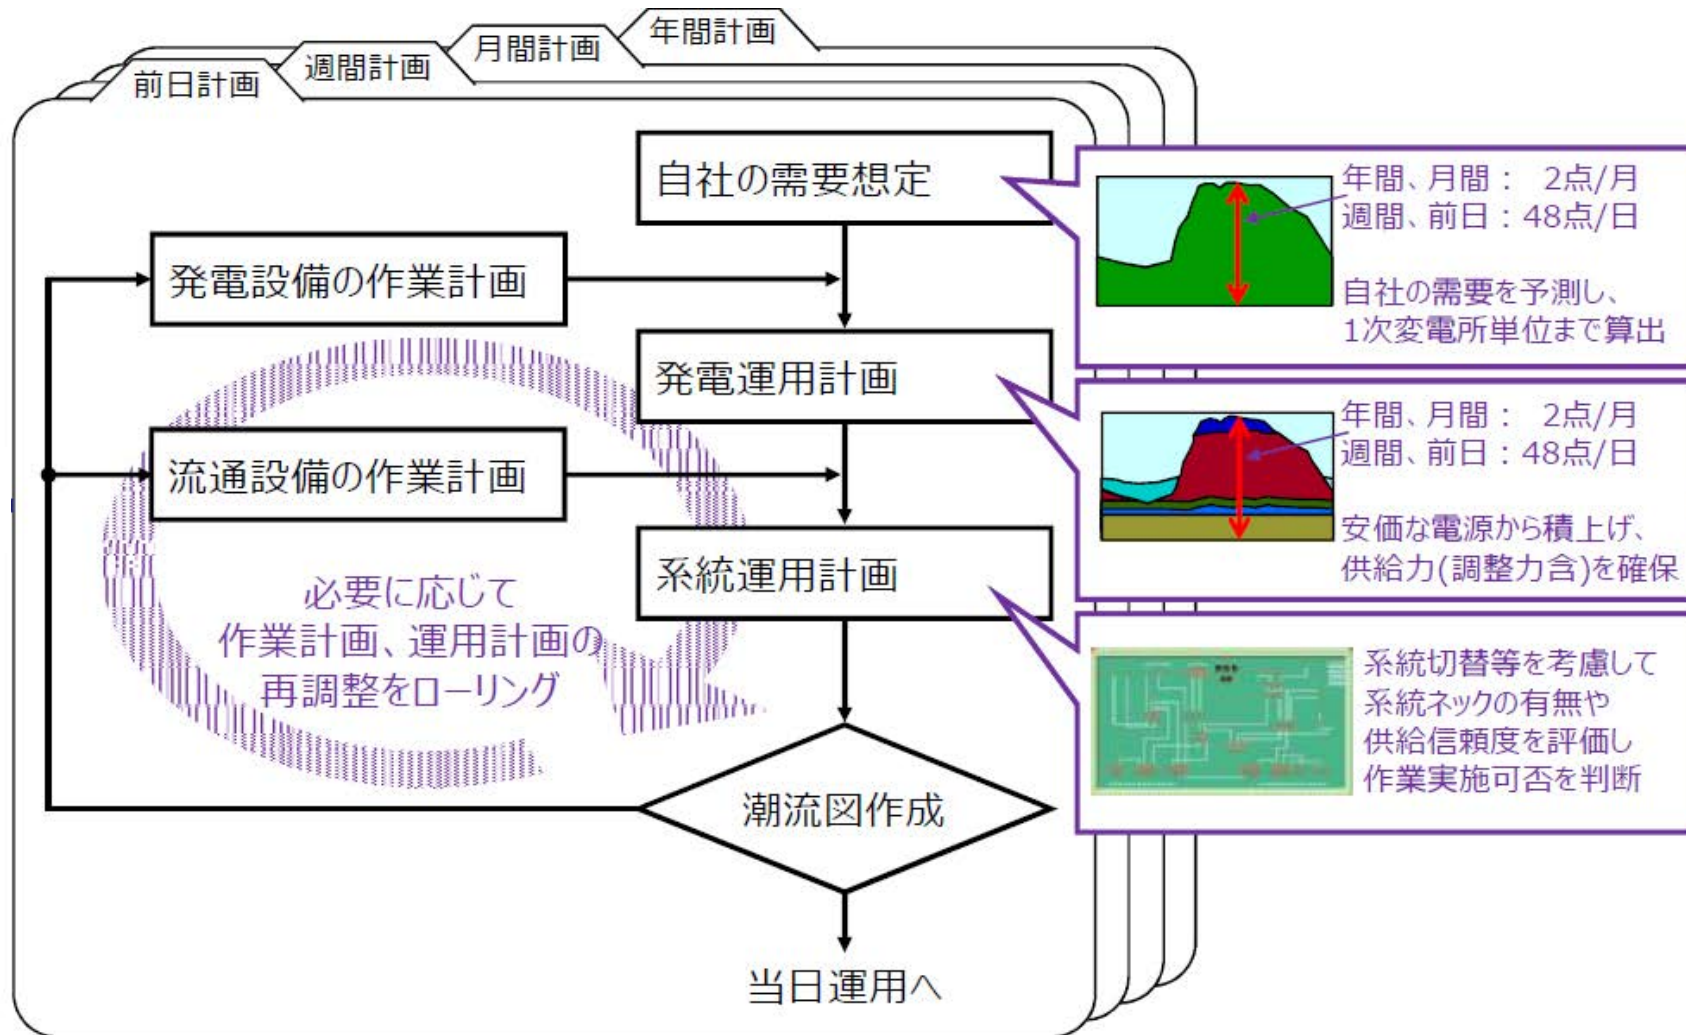 年間計画
月間計画
週間計画
前日計画
自社の需要想定
発電設備の作業計画
発電運用計画
流通設備の作業計画
系統運用計画
必要に応じて
作業計画、運用計画の
再調整をローリング
潮流図作成
当日運用へ
年間、月間： 2点/月
週間、前日：48点/日
自社の需要を予測し、
1次変電所単位まで算出
年間、月間： 2点/月
週間、前日：48点/日
安価な電源から積上げ、
供給力(調整力含)を確保
系統切替等を考慮して
系統ネックの有無や
供給信頼度を評価し
作業実施可否を判断